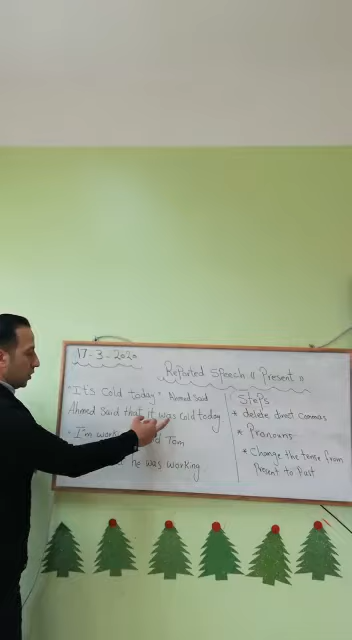 17-3-2020
Reported Speech (( Present ))
"It's Cold today" Ahmed Said
Ahmed Said that it was Cold today
"I'm Tom
he was working
Steps
* delete direct Commas
* Pronouns
* Change the tense from
Present to Past